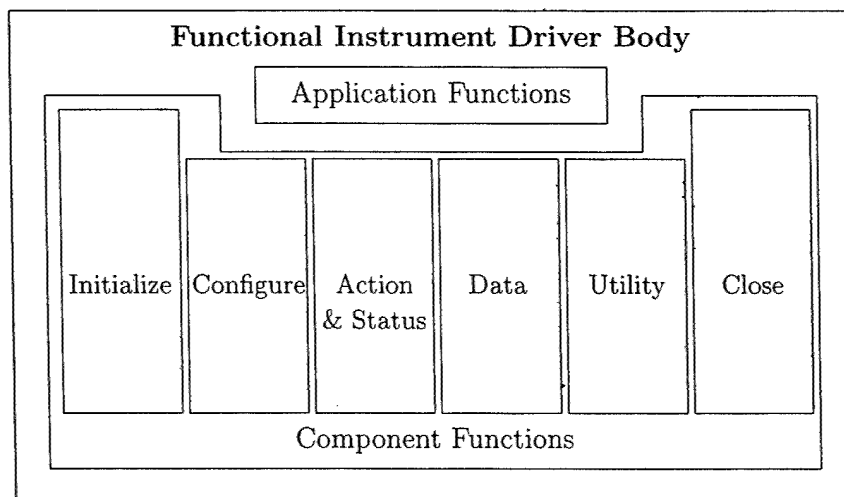 Functional Instrument Driver Body
Application Functions
Initialize
Configure
Action
& Status
Data
Utility
Close
Component Functions